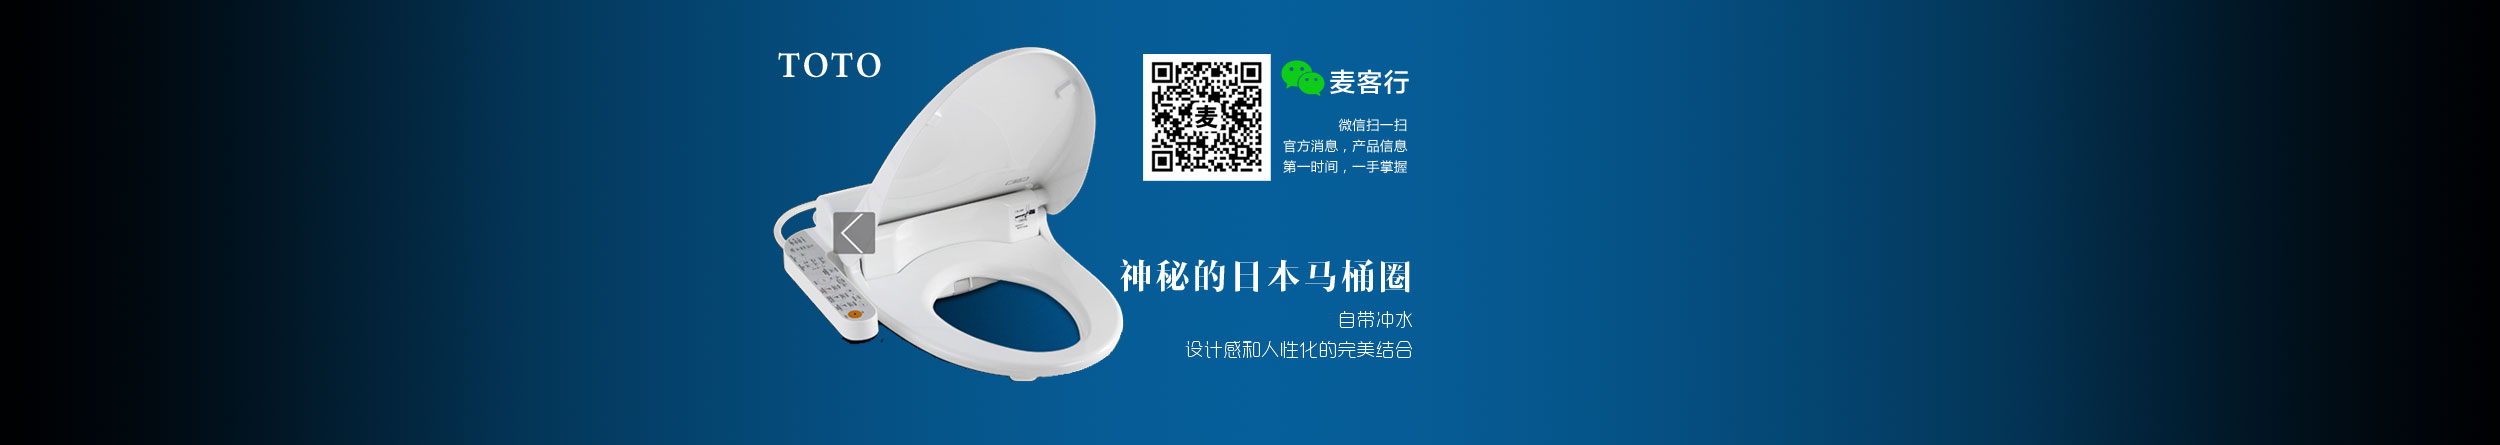 TOTO
麦
麦客行
微信扫一扫
官方消息，产品信息
第一时间，一手掌握
神秘的日本马桶圈
自带冲水
设计感和人性化的完美结合